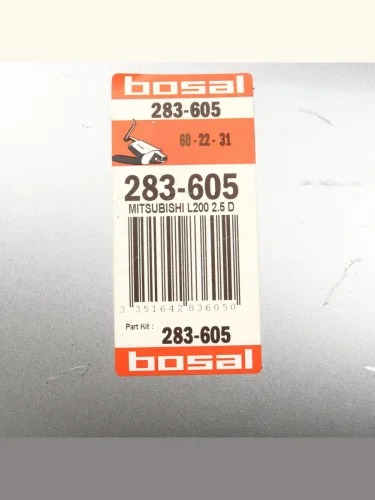 bosal
283-605
60-22-31
283-605
MITSUBISHI L200 2.5 D
3 351642 836050
Part Kit : 283-605
bosal